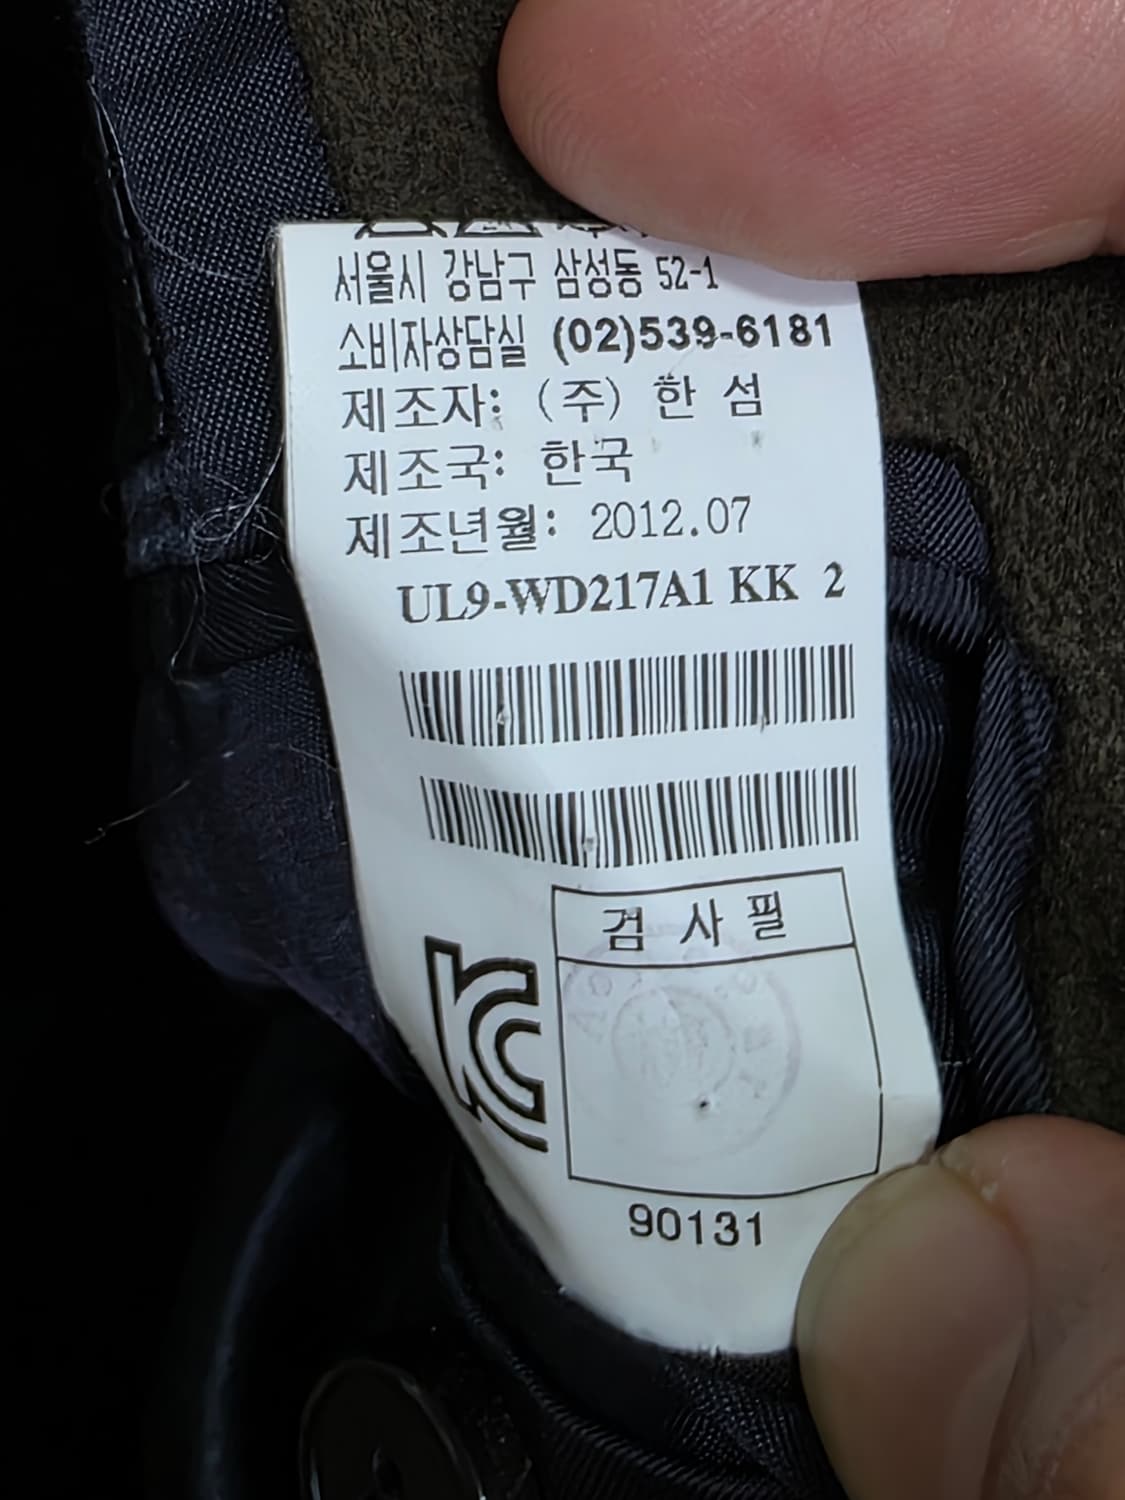 서울시 강남구 삼성동 52-1
소비자상담실 (02)539-6181
제조자: (주) 한 섬
제조국: 한국
제조년월: 2012.07
UL9-WD217A1 KK 2
검 사 필
KC
90131